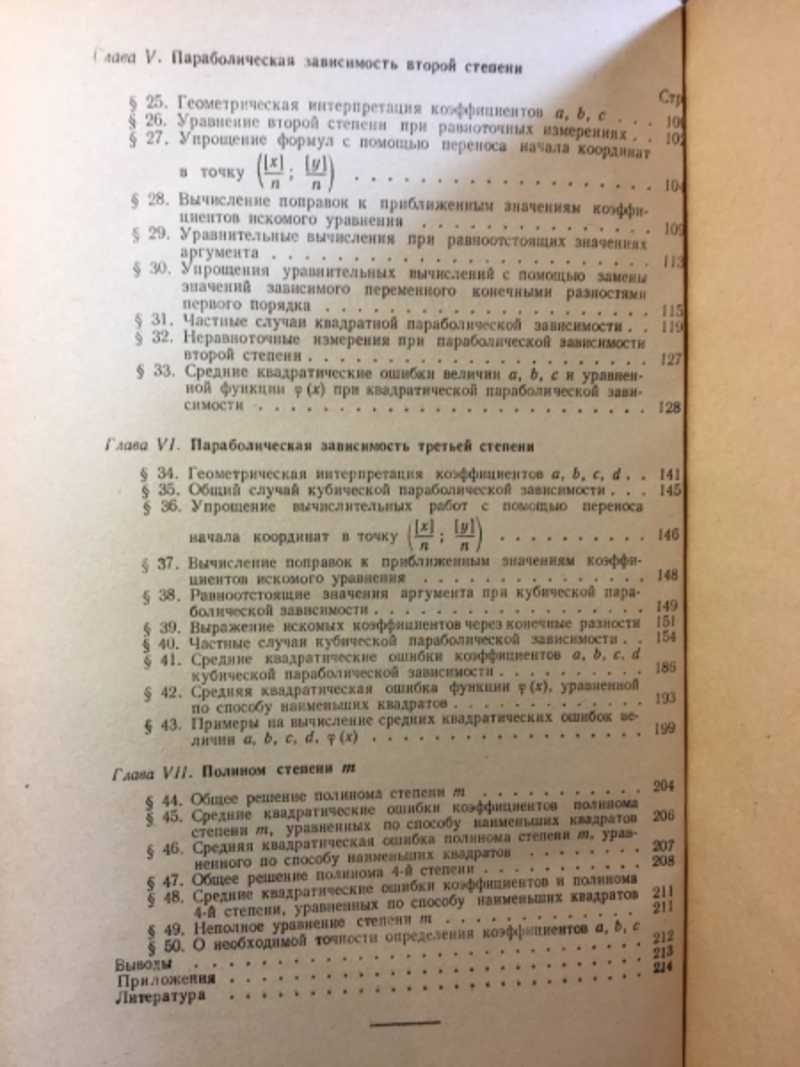 Глава V. Параболическая зависимость второй степени
Стр
§ 25. Геометрическая интерпретация коэффициентов a, b, c . . .
§ 26. Уравнение второй степени при равноточных измерениях . . 102
§ 27. Упрощение формул с помощью переноса начала координат
в точку ([x]/n ; [y]/n) . . . . . . . . . . . . . . . . . . 104
§ 28. Вычисление поправок к приближенным значениям коэффи-
циентов искомого уравнения . . . . . . . . . . . . . . 109
§ 29. Уравнительные вычисления при равноотстоящих значениях
аргумента . . . . . . . . . . . . . . . . . . . . . . . 113
§ 30. Упрощения уравнительных вычислений с помощью замены
значений зависимого переменного конечными разностями
первого порядка . . . . . . . . . . . . . . . . . . . . 115
§ 31. Частные случаи квадратной параболической зависимости . . 119
§ 32. Неравноточные измерения при параболической зависимости
второй степени . . . . . . . . . . . . . . . . . . . . . 127
§ 33. Средние квадратические ошибки величин a, b, c и уравнен-
ной функции φ (x) при квадратической параболической зави-
симости . . . . . . . . . . . . . . . . . . . . . . . . 128
Глава VI. Параболическая зависимость третьей степени
§ 34. Геометрическая интерпретация коэффициентов a, b, c, d . . 141
§ 35. Общий случай кубической параболической зависимости . . . 145
§ 36. Упрощение вычислительных работ с помощью переноса
начала координат в точку ([x]/n ; [y]/n) . . . . . . . . . 146
§ 37. Вычисление поправок к приближенным значениям коэффи-
циентов искомого уравнения . . . . . . . . . . . . . . 148
§ 38. Равноотстоящие значения аргумента при кубической пара-
болической зависимости . . . . . . . . . . . . . . . . . 149
§ 39. Выражение искомых коэффициентов через конечные разности 151
§ 40. Частные случаи кубической параболической зависимости . . 154
§ 41. Средние квадратические ошибки коэффициентов a, b, c, d
кубической параболической зависимости . . . . . . . . . 186
§ 42. Средняя квадратическая ошибка функции φ (x), уравненной
по способу наименьших квадратов . . . . . . . . . . . . 193
§ 43. Примеры на вычисление средних квадратических ошибок ве-
личин a, b, c, d, φ (x) . . . . . . . . . . . . . . . . . 199
Глава VII. Полином степени m
§ 44. Общее решение полинома степени m . . . . . . . . . . . 204
§ 45. Средние квадратические ошибки коэффициентов полинома
степени m, уравненных по способу наименьших квадратов 206
§ 46. Средняя квадратическая ошибка полинома степени m, урав-
ненного по способу наименьших квадратов . . . . . . . . 207
§ 47. Общее решение полинома 4-й степени . . . . . . . . . . 208
§ 48. Средние квадратические ошибки коэффициентов и полинома
4-й степени, уравненных по способу наименьших квадратов 211
§ 49. Неполное уравнение степени m . . . . . . . . . . . . . 211
§ 50. О необходимой точности определения коэффициентов a, b, c 212
Выводы . . . . . . . . . . . . . . . . . . . . . . . . . 213
Приложения . . . . . . . . . . . . . . . . . . . . . . . 214
Литература . . . . . . . . . . . . . . . . . . . . . . .